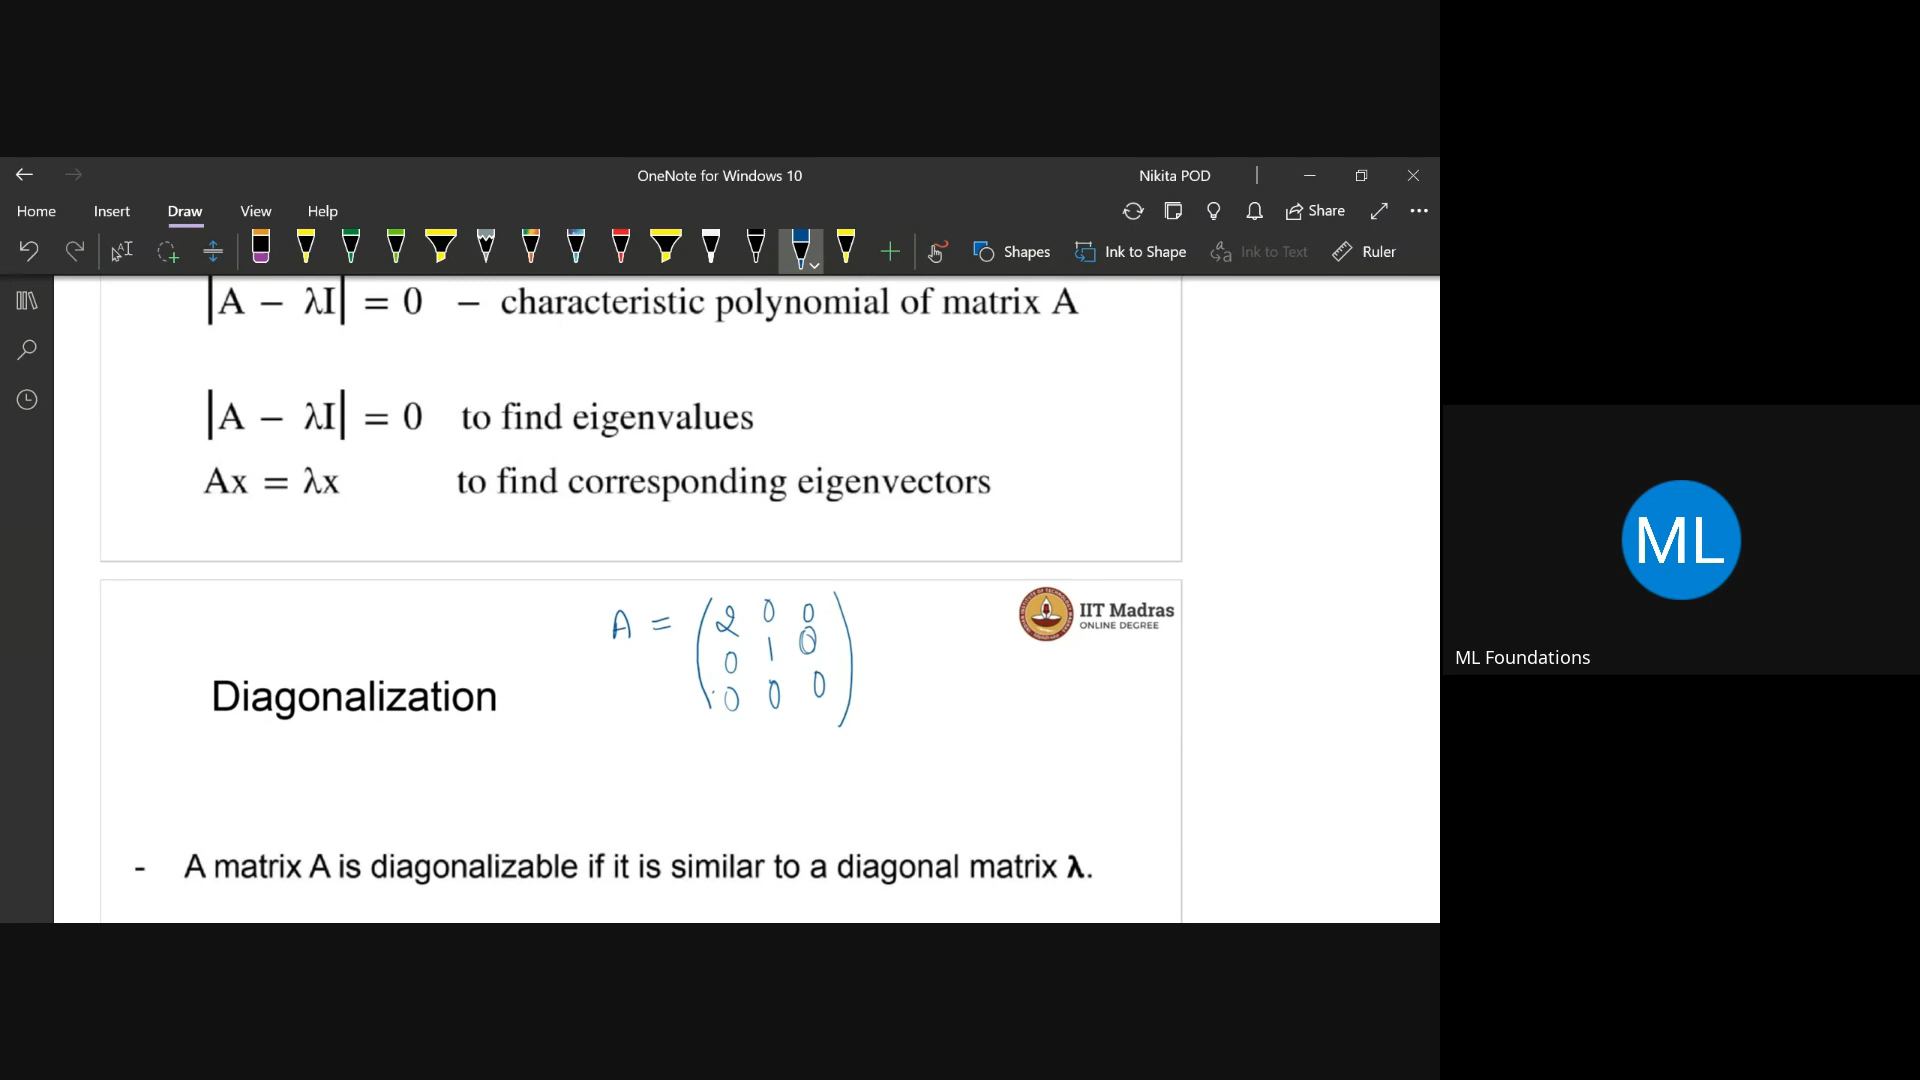 OneNote for Windows 10
Nikita POD
Home Insert Draw View Help
Share
Shapes Ink to Shape Ink to Text Ruler
|A − λI| = 0 − characteristic polynomial of matrix A
|A − λI| = 0 to find eigenvalues
Ax = λx to find corresponding eigenvectors
A = (2 0 0
0 1 0
0 0 0)
IIT Madras
ONLINE DEGREE
Diagonalization
- A matrix A is diagonalizable if it is similar to a diagonal matrix λ.
ML
ML Foundations